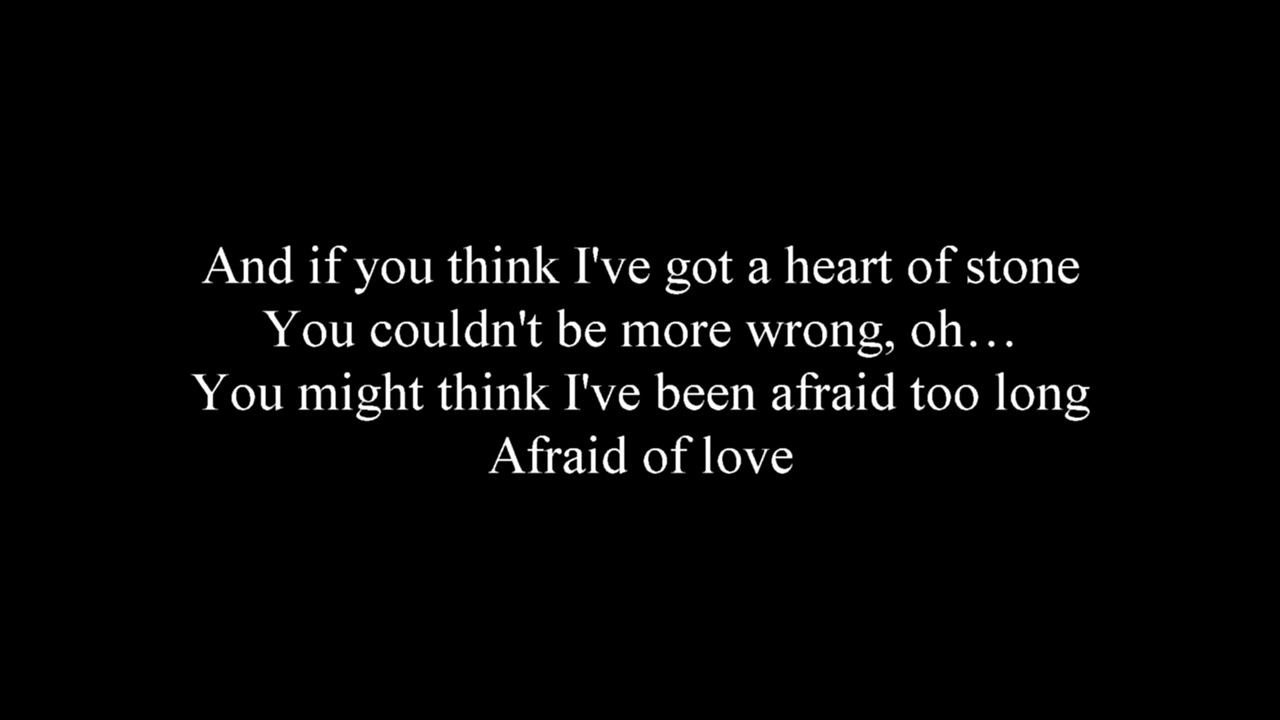 And if you think I've got a heart of stone
You couldn't be more wrong, oh…
You might think I've been afraid too long
Afraid of love